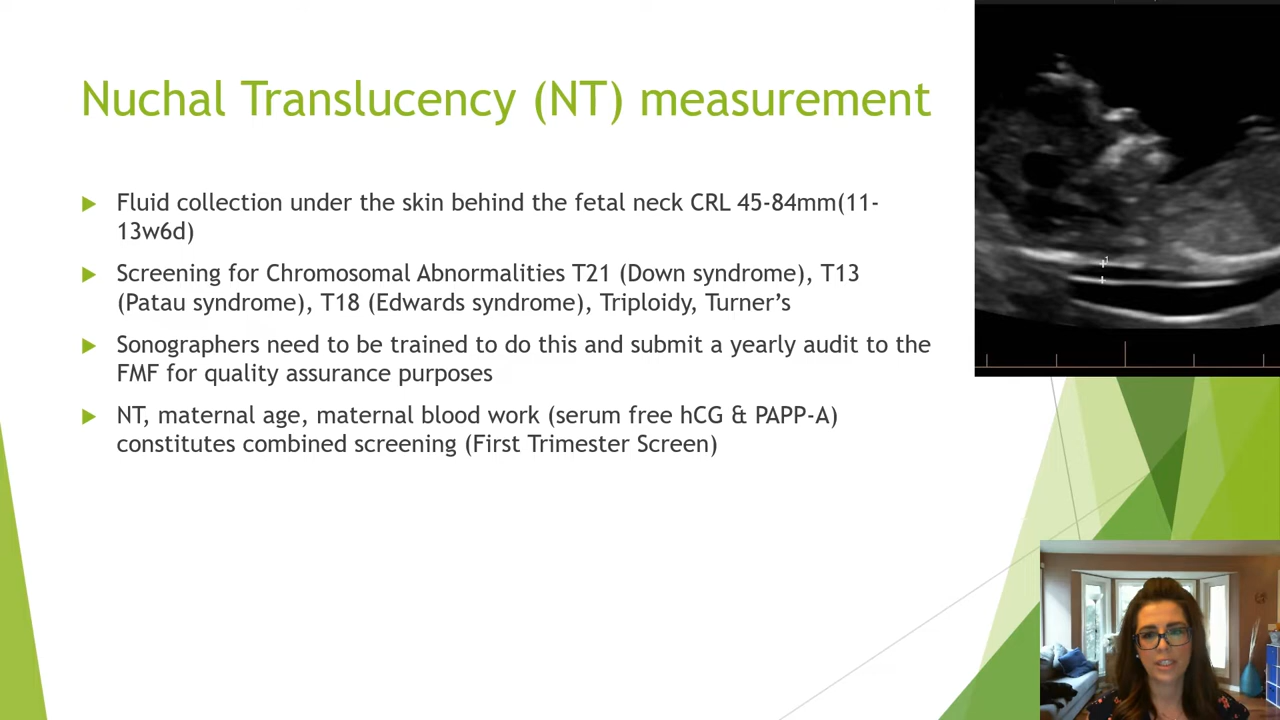 Nuchal Translucency (NT) measurement
Fluid collection under the skin behind the fetal neck CRL 45-84mm(11-
13w6d)
Screening for Chromosomal Abnormalities T21 (Down syndrome), T13
(Patau syndrome), T18 (Edwards syndrome), Triploidy, Turner’s
Sonographers need to be trained to do this and submit a yearly audit to the
FMF for quality assurance purposes
NT, maternal age, maternal blood work (serum free hCG & PAPP-A)
constitutes combined screening (First Trimester Screen)
1